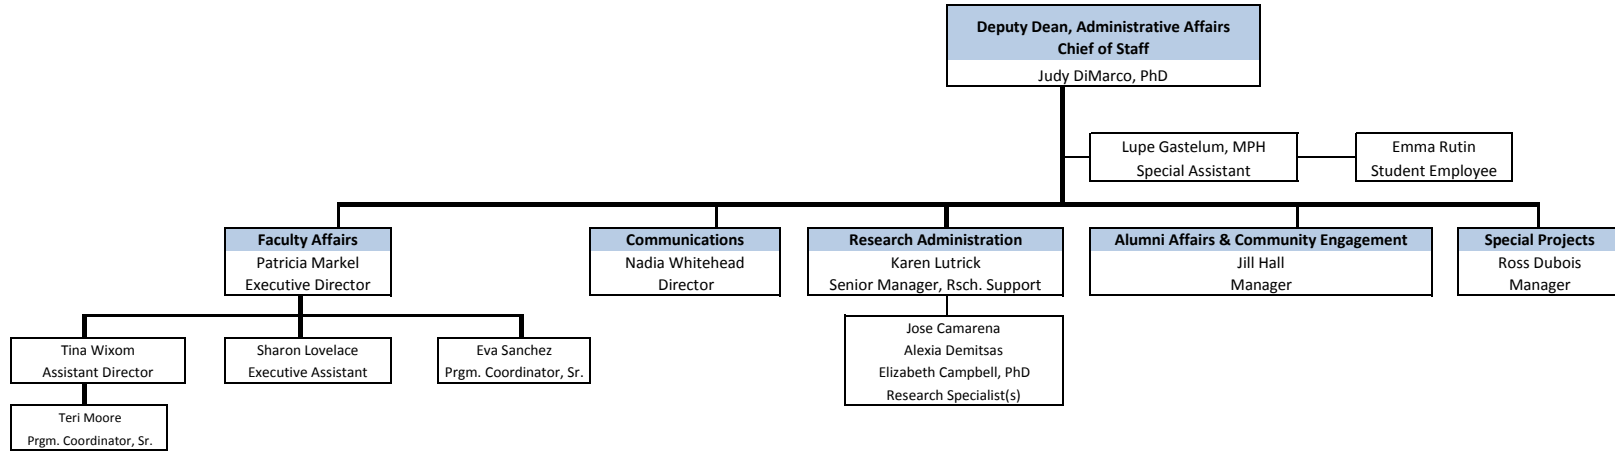 Deputy Dean, Administrative Affairs
Chief of Staff
Judy DiMarco, PhD
Lupe Gastelum, MPH
Special Assistant
Emma Rutin
Student Employee
Faculty Affairs
Patricia Markel
Executive Director
Communications
Nadia Whitehead
Director
Research Administration
Karen Lutrick
Senior Manager, Rsch. Support
Alumni Affairs & Community Engagement
Jill Hall
Manager
Special Projects
Ross Dubois
Manager
Tina Wixom
Assistant Director
Sharon Lovelace
Executive Assistant
Eva Sanchez
Prgm. Coordinator, Sr.
Jose Camarena
Alexia Demitsas
Elizabeth Campbell, PhD
Research Specialist(s)
Teri Moore
Prgm. Coordinator, Sr.